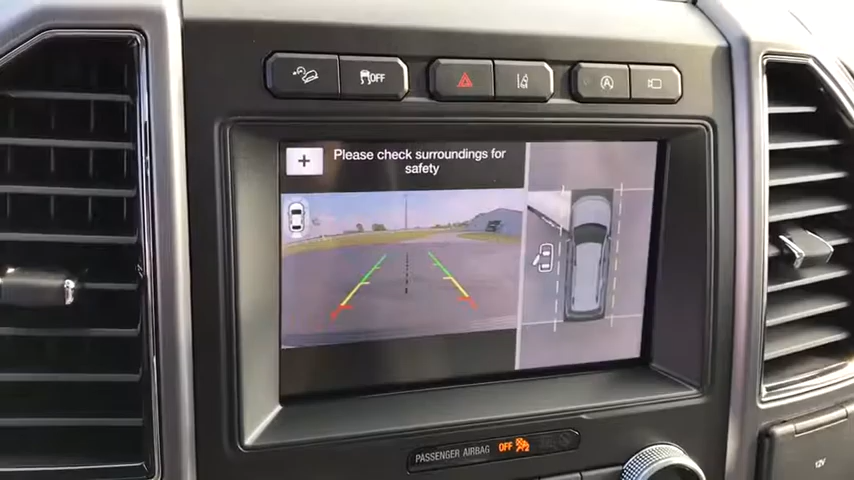 OFF
A
+ Please check surroundings for
safety
PASSENGER AIRBAG OFF
12V